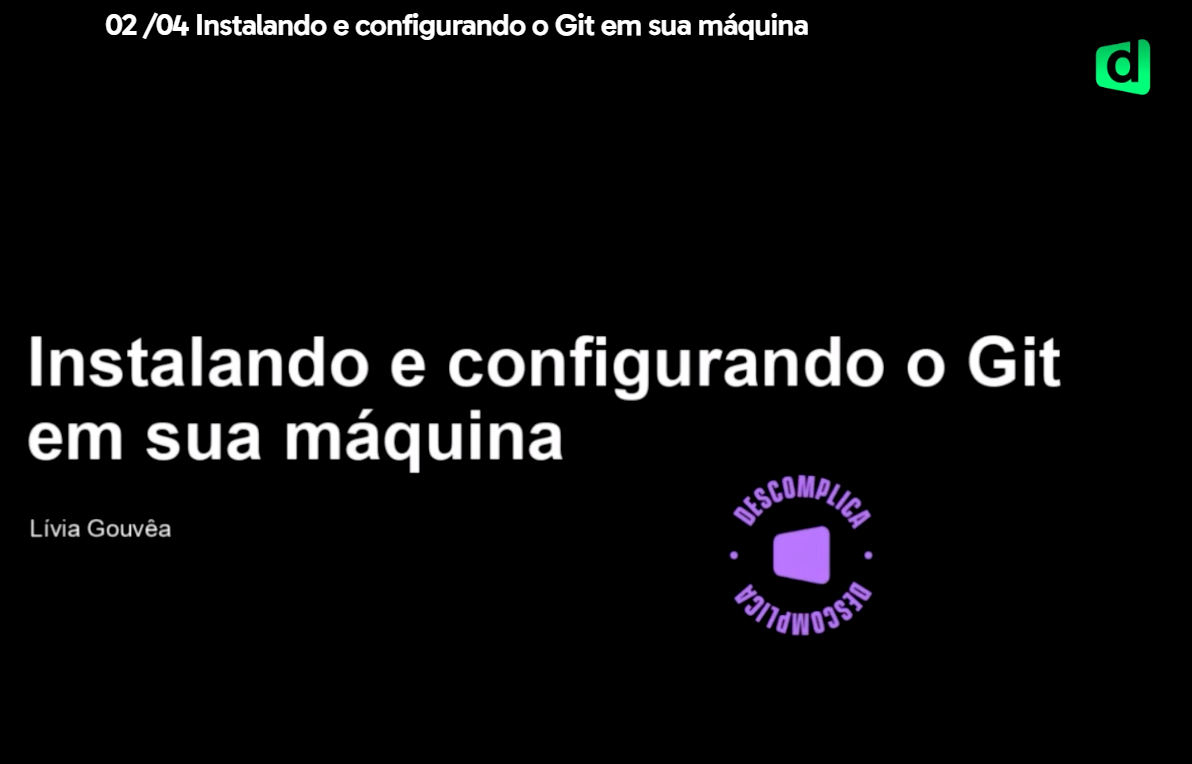 02 /04 Instalando e configurando o Git em sua máquina
d
Instalando e configurando o Git
em sua máquina
Lívia Gouvêa
DESCOMPLICA
DESCOMPLICA